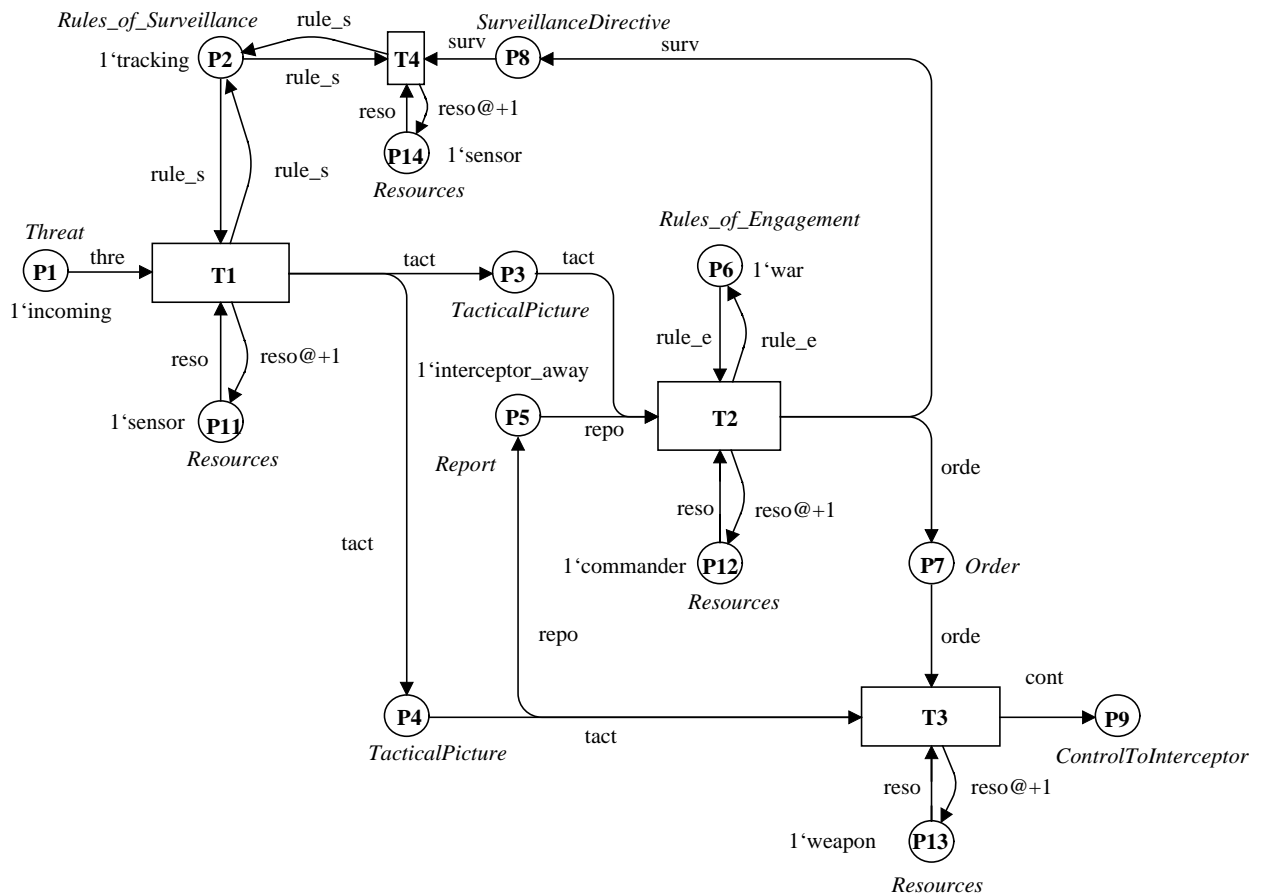 Rules_of_Surveillance
rule_s
SurveillanceDirective
surv
surv
1‘tracking
P2
T4
P8
rule_s
reso
reso@+1
P14
1‘sensor
rule_s
rule_s
Resources
Rules_of_Engagement
Threat
thre
P1
T1
tact
P3
tact
P6
1‘war
1‘incoming
TacticalPicture
rule_e
rule_e
reso
reso@+1
1‘interceptor_away
1‘sensor
P11
P5
repo
T2
Resources
Report
orde
reso
reso@+1
tact
1‘commander
P12
P7
Order
Resources
repo
orde
cont
P4
tact
T3
P9
TacticalPicture
ControlToInterceptor
reso
reso@+1
1‘weapon
P13
Resources